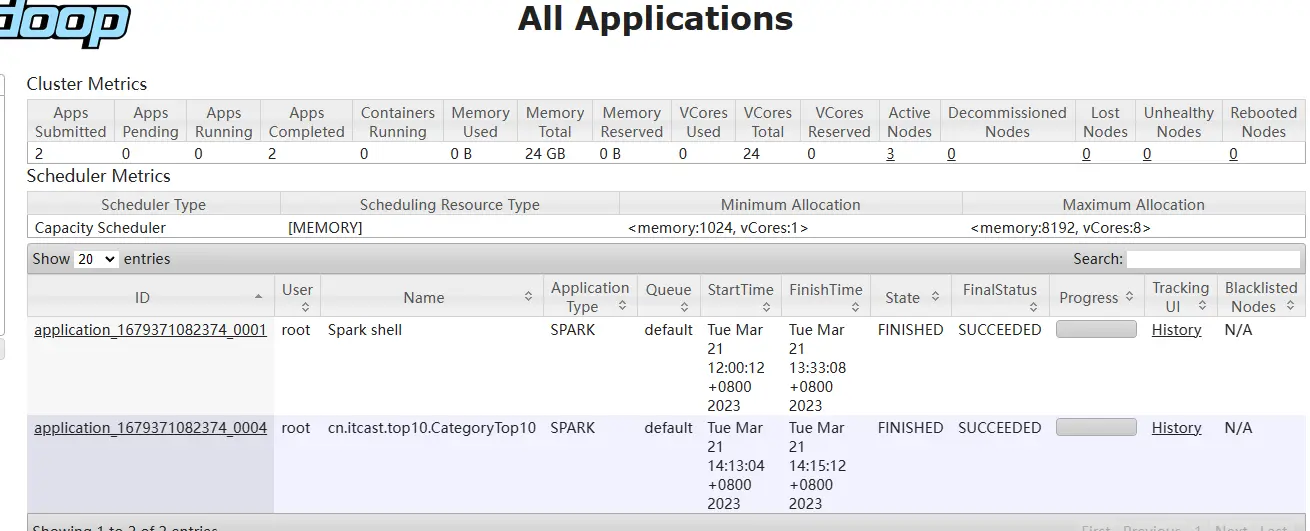 doop
All Applications
Cluster Metrics
Apps Submitted Apps Pending Apps Running Apps Completed Containers Running Memory Used Memory Total Memory Reserved VCores Used VCores Total VCores Reserved Active Nodes Decommissioned Nodes Lost Nodes Unhealthy Nodes Rebooted Nodes
2 0 0 2 0 0 B 24 GB 0 B 0 24 0 3 0 0 0 0
Scheduler Metrics
Scheduler Type Scheduling Resource Type Minimum Allocation Maximum Allocation
Capacity Scheduler [MEMORY] <memory:1024, vCores:1> <memory:8192, vCores:8>
Show 20 entries Search:
ID User Name Application Type Queue StartTime FinishTime State FinalStatus Progress Tracking UI Blacklisted Nodes
application_1679371082374_0001 root Spark shell SPARK default Tue Mar 21 12:00:12 +0800 2023 Tue Mar 21 13:33:08 +0800 2023 FINISHED SUCCEEDED History N/A
application_1679371082374_0004 root cn.itcast.top10.CategoryTop10 SPARK default Tue Mar 21 14:13:04 +0800 2023 Tue Mar 21 14:15:12 +0800 2023 FINISHED SUCCEEDED History N/A
Showing 1 to 2 of 2 entries First Previous 1 Next Last